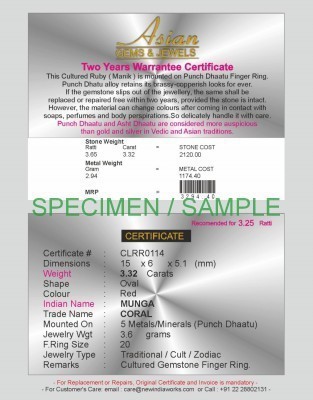 Asian
GEMS & JEWELS
Two Years Warrantee Certificate
This Cultured Ruby ( Manik ) is mounted on Punch Dhaatu Finger Ring.
Punch Dhatu alloy retains its brassy-copperish looks for ever.
If the gemstone slips out of the jewellery, the same shall be
replaced or repaired free within two years, provided the stone is intact.
However, the material can change colours after coming in contact with
soaps, perfumes and body perspirations.So delicately handle it with care.
Punch Dhaatu and Asht Dhaatu are considered more auspicious
than gold and silver in Vedic and Asian traditions.
Stone Weight
Ratti Carat = STONE COST
3.65 3.32 2120.00
Metal Weight
Gram = METAL COST
2.94 1174.40
MRP =
3294.40
SPECIMEN / SAMPLE
Recomended for 3.25 Ratti
CERTIFICATE
Certificate # : CLRR0114
Dimensions : 15 x 6 x 5.1 (mm)
Weight : 3.32 Carats
Shape : Oval
Colour : Red
Indian Name : MUNGA
Trade Name : CORAL
Mounted On : 5 Metals/Minerals (Punch Dhaatu)
Jewelry Wgt : 3.6 grams
F.Ring Size : 20
Jewelry Type : Traditional / Cult / Zodiac
Remarks : Cultured Gemstone Finger Ring.
- For Replacement or Repairs, Original Certificate and Invoice is mandatory -
- For Customer's Care: email : care@newindiaworks.com or Call : +91 22 28802131 -